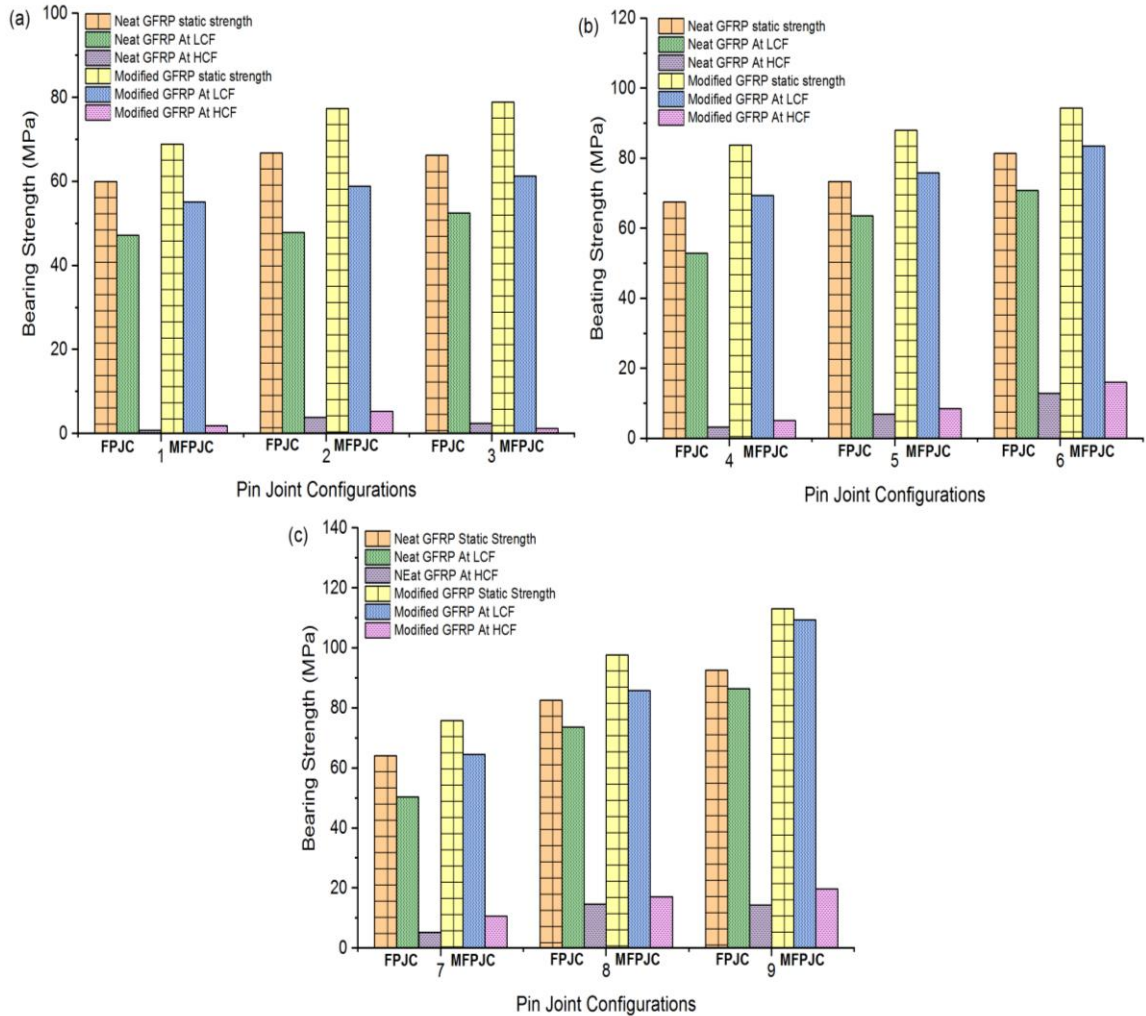 (a)
100
80
60
40
20
0
Bearing Strength (MPa)
Neat GFRP static strength
Neat GFRP At LCF
Neat GFRP At HCF
Modified GFRP static strength
Modified GFRP At LCF
Modified GFRP At HCF
FPJC MFPJC FPJC MFPJC FPJC MFPJC
1 2 3
Pin Joint Configurations
(b)
120
100
80
60
40
20
0
Beating Strength (MPa)
Neat GFRP static strength
Neat GFRP At LCF
Neat GFRP At HCF
Modified GFRP static strength
Modified GFRP At LCF
Modified GFRP At HCF
FPJC MFPJC FPJC MFPJC FPJC MFPJC
4 5 6
Pin Joint Configurations
(c)
140
120
100
80
60
40
20
0
Bearing Strength (MPa)
Neat GFRP Static Strength
Neat GFRP At LCF
NEat GFRP At HCF
Modified GFRP Static Strength
Modified GFRP At LCF
Modified GFRP At HCF
FPJC MFPJC FPJC MFPJC FPJC MFPJC
7 8 9
Pin Joint Configurations